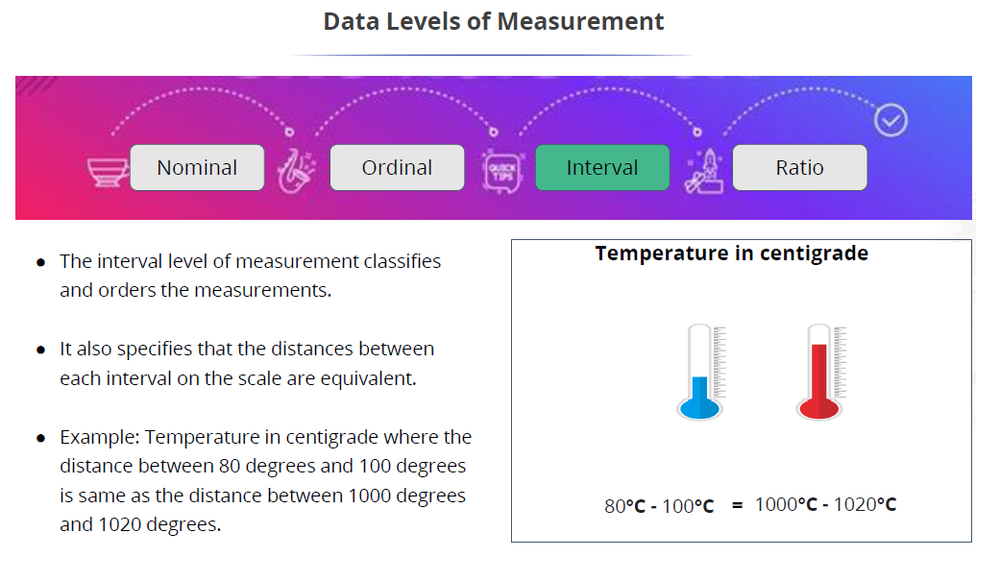 Data Levels of Measurement
Nominal
Ordinal
QUICK
TIPS
Interval
Ratio
● The interval level of measurement classifies
and orders the measurements.
● It also specifies that the distances between
each interval on the scale are equivalent.
● Example: Temperature in centigrade where the
distance between 80 degrees and 100 degrees
is same as the distance between 1000 degrees
and 1020 degrees.
Temperature in centigrade
80°C - 100°C = 1000°C - 1020°C